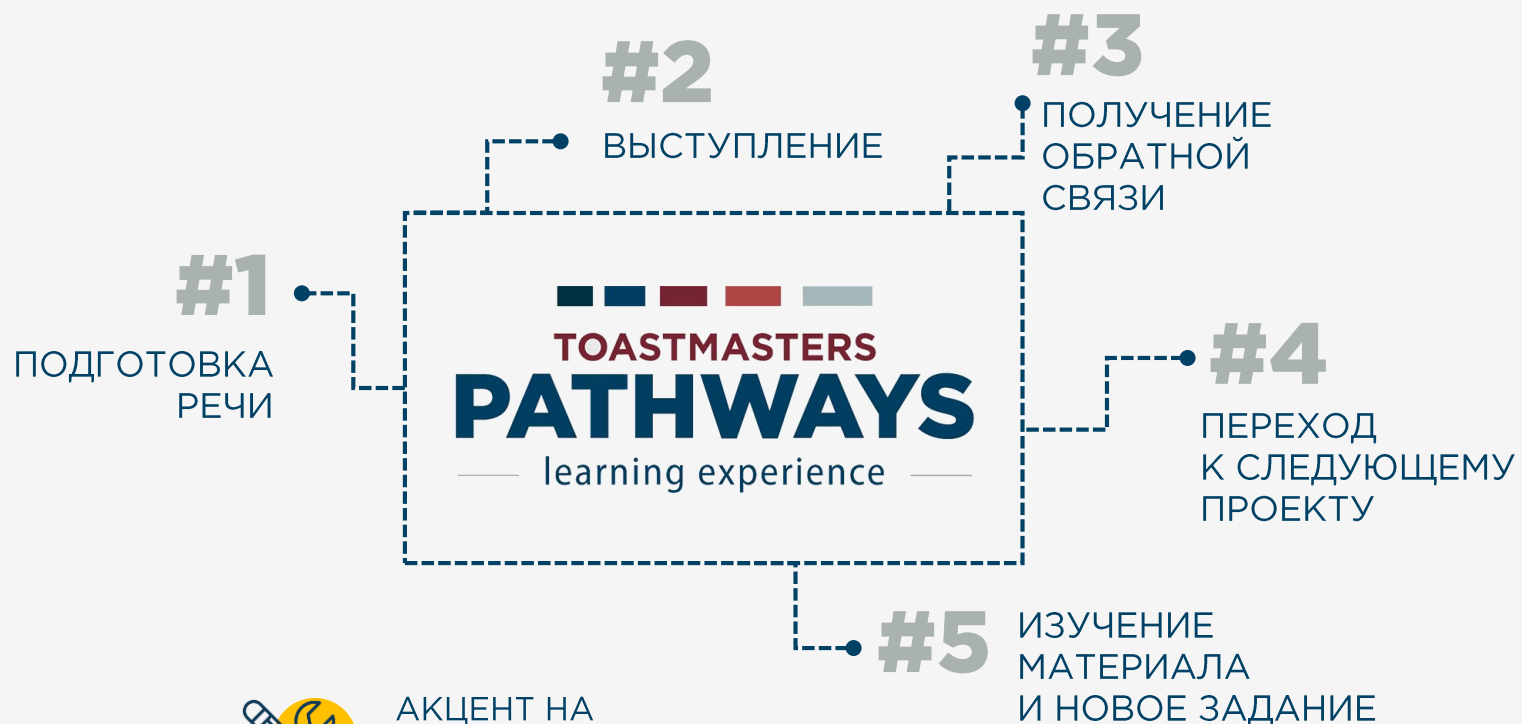 #1
ПОДГОТОВКА
РЕЧИ
#2
ВЫСТУПЛЕНИЕ
#3
ПОЛУЧЕНИЕ
ОБРАТНОЙ
СВЯЗИ
TOASTMASTERS
PATHWAYS
learning experience
#4
ПЕРЕХОД
К СЛЕДУЮЩЕМУ
ПРОЕКТУ
#5
ИЗУЧЕНИЕ
МАТЕРИАЛА
И НОВОЕ ЗАДАНИЕ
АКЦЕНТ НА